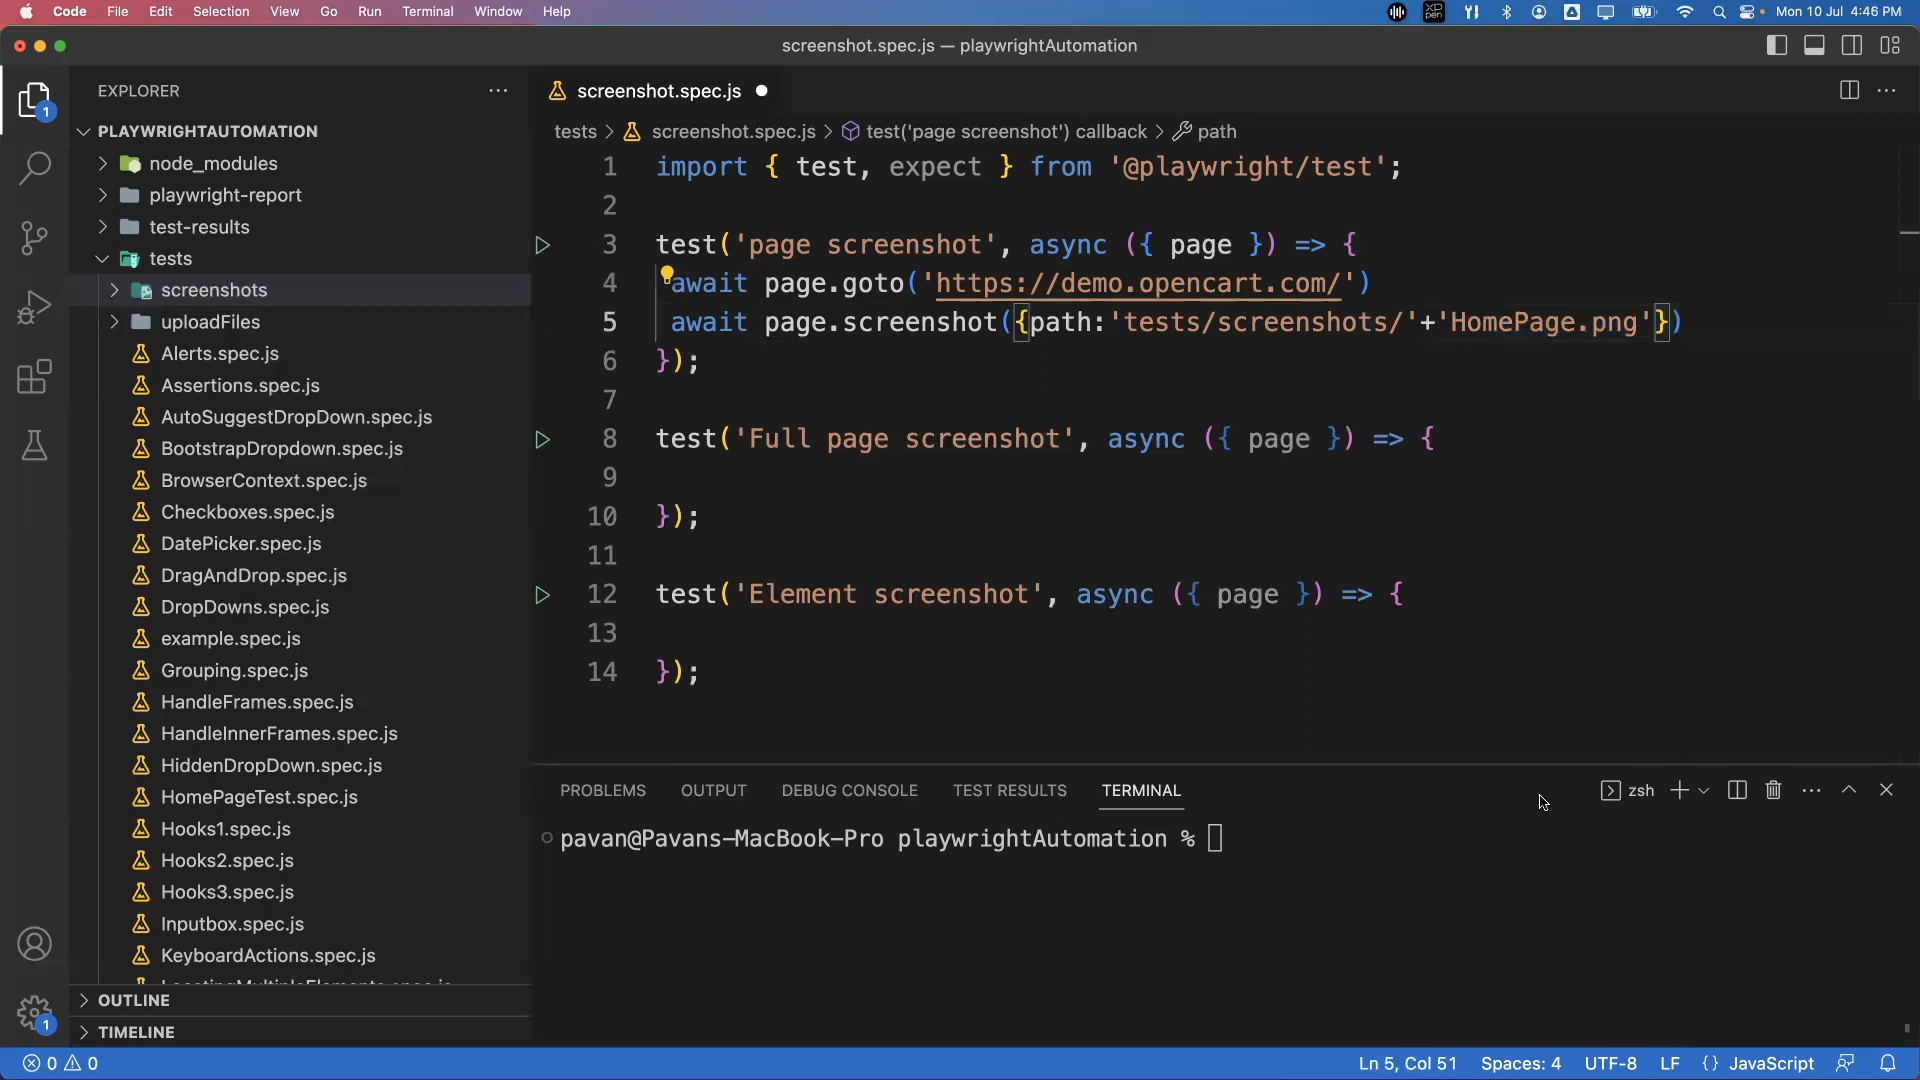 Code File Edit Selection View Go Run Terminal Window Help
XP pen
Mon 10 Jul 4:46 PM
screenshot.spec.js — playwrightAutomation
EXPLORER
1
PLAYWRIGHTAUTOMATION
node_modules
playwright-report
test-results
tests
screenshots
uploadFiles
Alerts.spec.js
Assertions.spec.js
AutoSuggestDropDown.spec.js
BootstrapDropdown.spec.js
BrowserContext.spec.js
Checkboxes.spec.js
DatePicker.spec.js
DragAndDrop.spec.js
DropDowns.spec.js
example.spec.js
Grouping.spec.js
HandleFrames.spec.js
HandleInnerFrames.spec.js
HiddenDropDown.spec.js
HomePageTest.spec.js
Hooks1.spec.js
Hooks2.spec.js
Hooks3.spec.js
Inputbox.spec.js
KeyboardActions.spec.js
OUTLINE
1
TIMELINE
screenshot.spec.js
tests > screenshot.spec.js > test('page screenshot') callback > path
1 import { test, expect } from '@playwright/test';
2
3 test('page screenshot', async ({ page }) => {
4 await page.goto('https://demo.opencart.com/')
5 await page.screenshot({path:'tests/screenshots/'+'HomePage.png'})
6 });
7
8 test('Full page screenshot', async ({ page }) => {
9
10 });
11
12 test('Element screenshot', async ({ page }) => {
13
14 });
PROBLEMS OUTPUT DEBUG CONSOLE TEST RESULTS TERMINAL
zsh
pavan@Pavans-MacBook-Pro playwrightAutomation %
0 0
Ln 5, Col 51 Spaces: 4 UTF-8 LF {} JavaScript